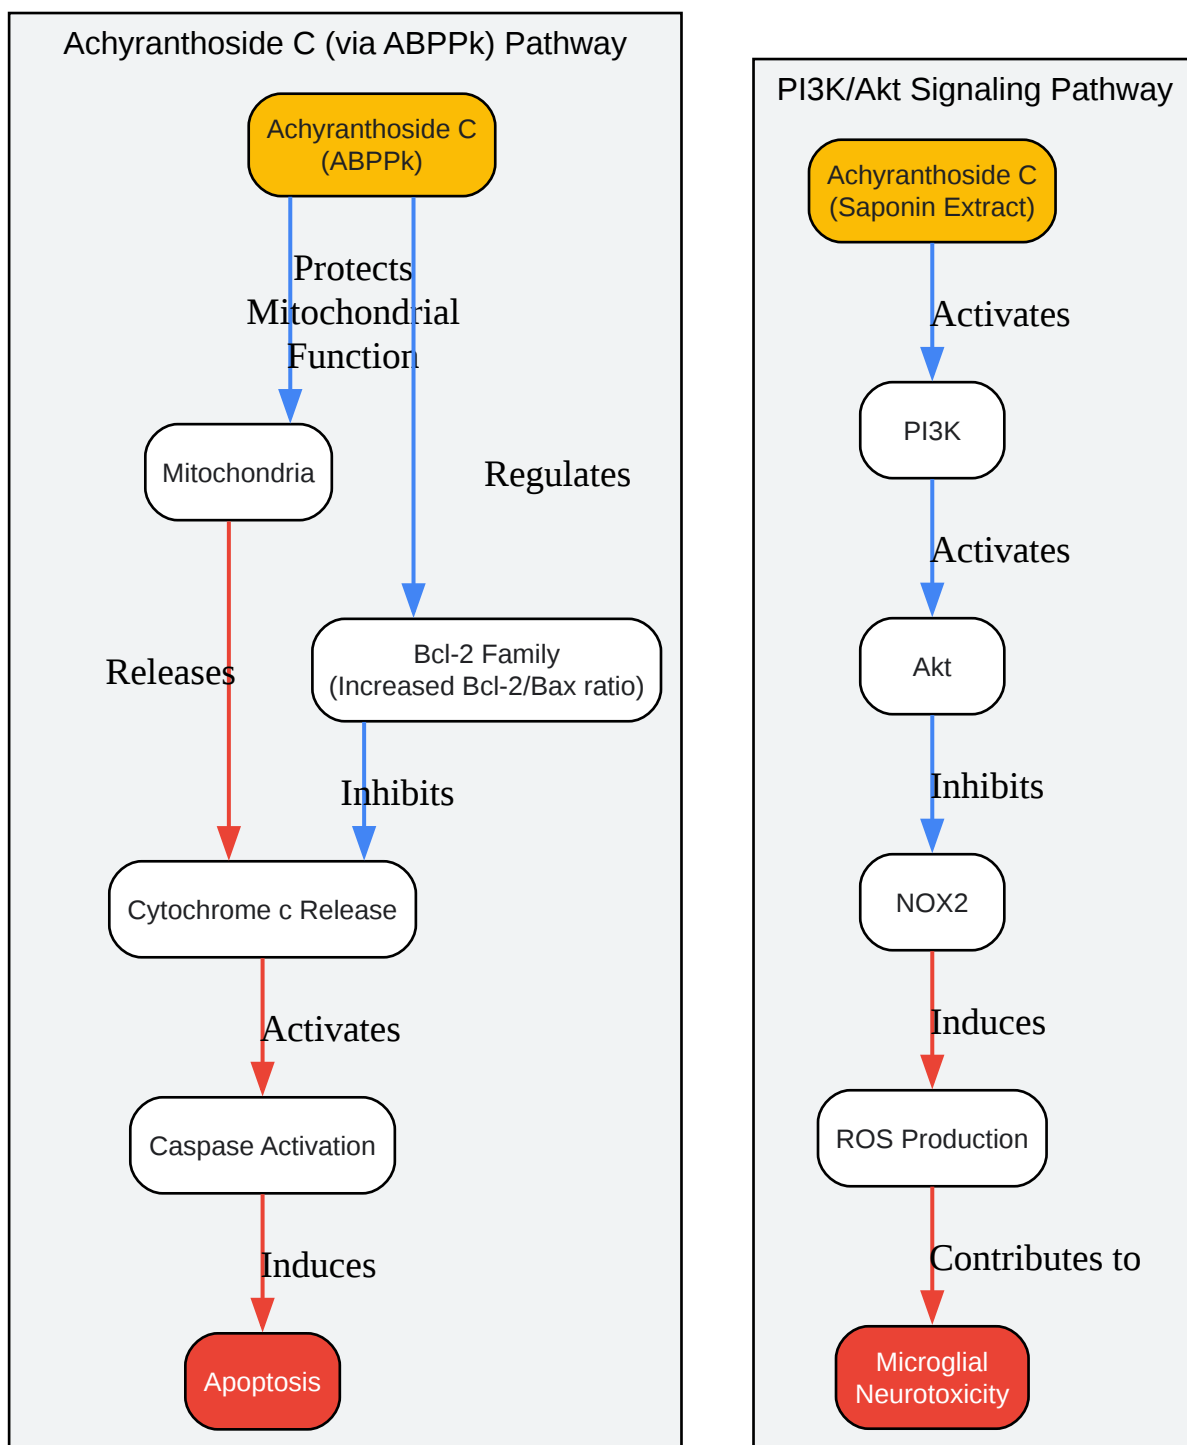 Achyranthoside C (via ABPPk) Pathway
Achyranthoside C
(ABPPk)
Protects
Mitochondrial
Function
Mitochondria
Regulates
Releases
Bcl-2 Family
(Increased Bcl-2/Bax ratio)
Inhibits
Cytochrome c Release
Activates
Caspase Activation
Induces
Apoptosis
PI3K/Akt Signaling Pathway
Achyranthoside C
(Saponin Extract)
Activates
PI3K
Activates
Akt
Inhibits
NOX2
Induces
ROS Production
Contributes to
Microglial
Neurotoxicity